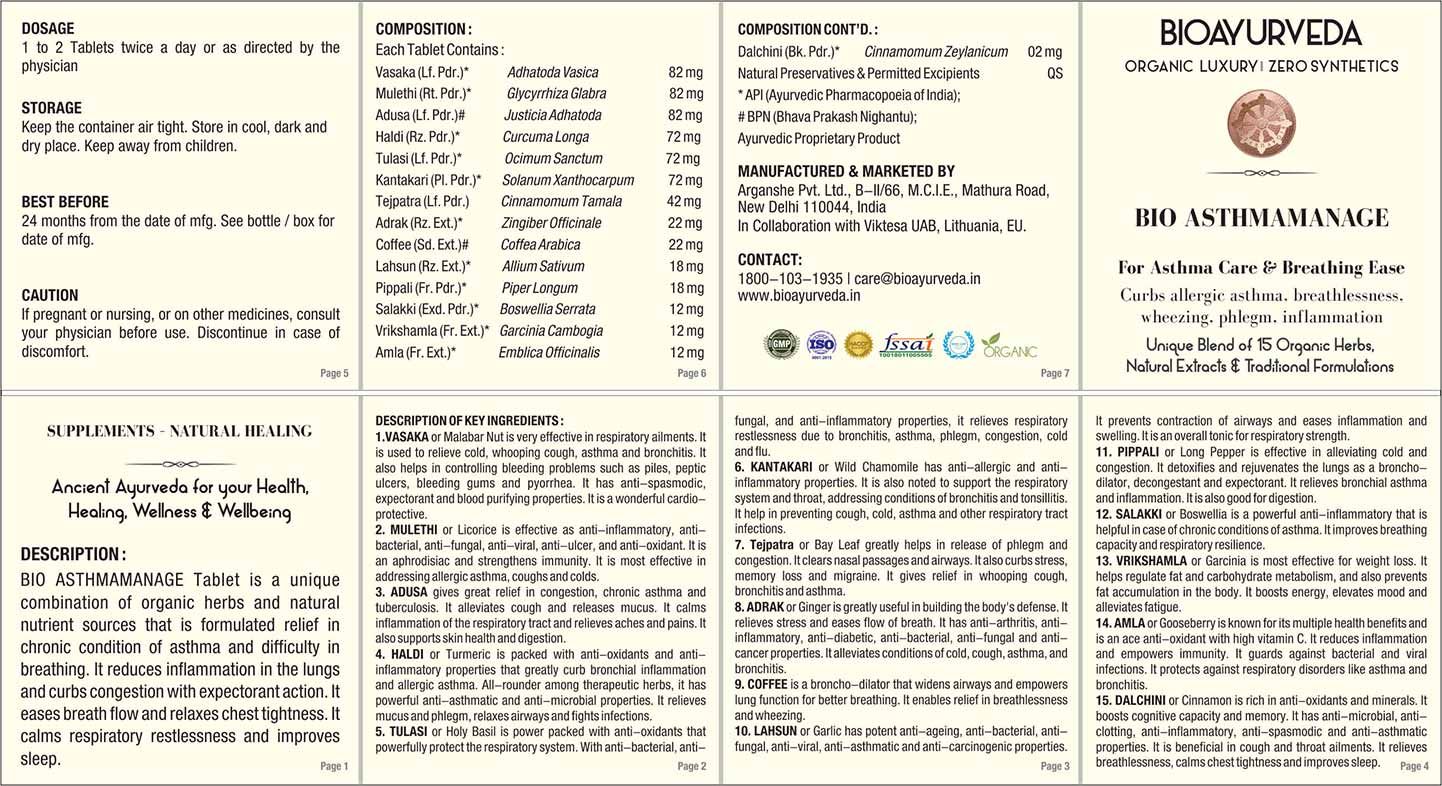 DOSAGE
1 to 2 Tablets twice a day or as directed by the
physician
STORAGE
Keep the container air tight. Store in cool, dark and
dry place. Keep away from children.
BEST BEFORE
24 months from the date of mfg. See bottle / box for
date of mfg.
CAUTION
If pregnant or nursing, or on other medicines, consult
your physician before use. Discontinue in case of
discomfort.
Page 5
COMPOSITION :
Each Tablet Contains :
Vasaka (Lf. Pdr.)* Adhatoda Vasica 82 mg
Mulethi (Rt. Pdr.)* Glycyrrhiza Glabra 82 mg
Adusa (Lf. Pdr.)# Justicia Adhatoda 82 mg
Haldi (Rz. Pdr.)* Curcuma Longa 72 mg
Tulasi (Lf. Pdr.)* Ocimum Sanctum 72 mg
Kantakari (Pl. Pdr.)* Solanum Xanthocarpum 72 mg
Tejpatra (Lf. Pdr.) Cinnamomum Tamala 42 mg
Adrak (Rz. Ext.)* Zingiber Officinale 22 mg
Coffee (Sd. Ext.)# Coffea Arabica 22 mg
Lahsun (Rz. Ext.)* Allium Sativum 18 mg
Pippali (Fr. Pdr.)* Piper Longum 18 mg
Salakki (Exd. Pdr.)* Boswellia Serrata 12 mg
Vrikshamla (Fr. Ext.)* Garcinia Cambogia 12 mg
Amla (Fr. Ext.)* Emblica Officinalis 12 mg
Page 6
COMPOSITION CONT'D. :
Dalchini (Bk. Pdr.)* Cinnamomum Zeylanicum 02 mg
Natural Preservatives & Permitted Excipients QS
* API (Ayurvedic Pharmacopoeia of India);
# BPN (Bhava Prakash Nighantu);
Ayurvedic Proprietary Product
MANUFACTURED & MARKETED BY
Arganshe Pvt. Ltd., B–II/66, M.C.I.E., Mathura Road,
New Delhi 110044, India
In Collaboration with Viktesa UAB, Lithuania, EU.
CONTACT:
1800–103–1935 | care@bioayurveda.in
www.bioayurveda.in
GMP
ISO
9001:2015
HACCP
fssai
10018011005565
ORGANIC
Page 7
BIOAYURVEDA
ORGANIC LUXURY | ZERO SYNTHETICS
BIO ASTHMAMANAGE
For Asthma Care & Breathing Ease
Curbs allergic asthma, breathlessness,
wheezing, phlegm, inflammation
Unique Blend of 15 Organic Herbs,
Natural Extracts & Traditional Formulations
SUPPLEMENTS - NATURAL HEALING
Ancient Ayurveda for your Health,
Healing, Wellness & Wellbeing
DESCRIPTION :
BIO ASTHMAMANAGE Tablet is a unique
combination of organic herbs and natural
nutrient sources that is formulated relief in
chronic condition of asthma and difficulty in
breathing. It reduces inflammation in the lungs
and curbs congestion with expectorant action. It
eases breath flow and relaxes chest tightness. It
calms respiratory restlessness and improves
sleep.
Page 1
DESCRIPTION OF KEY INGREDIENTS :
1.VASAKA or Malabar Nut is very effective in respiratory ailments. It
is used to relieve cold, whooping cough, asthma and bronchitis. It
also helps in controlling bleeding problems such as piles, peptic
ulcers, bleeding gums and pyorrhea. It has anti–spasmodic,
expectorant and blood purifying properties. It is a wonderful cardio–
protective.
2. MULETHI or Licorice is effective as anti–inflammatory, anti–
bacterial, anti–fungal, anti–viral, anti–ulcer, and anti–oxidant. It is
an aphrodisiac and strengthens immunity. It is most effective in
addressing allergic asthma, coughs and colds.
3. ADUSA gives great relief in congestion, chronic asthma and
tuberculosis. It alleviates cough and releases mucus. It calms
inflammation of the respiratory tract and relieves aches and pains. It
also supports skin health and digestion.
4. HALDI or Turmeric is packed with anti–oxidants and anti–
inflammatory properties that greatly curb bronchial inflammation
and allergic asthma. All–rounder among therapeutic herbs, it has
powerful anti–asthmatic and anti–microbial properties. It relieves
mucus and phlegm, relaxes airways and fights infections.
5. TULASI or Holy Basil is power packed with anti–oxidants that
powerfully protect the respiratory system. With anti–bacterial, anti–
Page 2
fungal, and anti–inflammatory properties, it relieves respiratory
restlessness due to bronchitis, asthma, phlegm, congestion, cold
and flu.
6. KANTAKARI or Wild Chamomile has anti–allergic and anti–
inflammatory properties. It is also noted to support the respiratory
system and throat, addressing conditions of bronchitis and tonsillitis.
It help in preventing cough, cold, asthma and other respiratory tract
infections.
7. Tejpatra or Bay Leaf greatly helps in release of phlegm and
congestion. It clears nasal passages and airways. It also curbs stress,
memory loss and migraine. It gives relief in whooping cough,
bronchitis and asthma.
8. ADRAK or Ginger is greatly useful in building the body's defense. It
relieves stress and eases flow of breath. It has anti–arthritis, anti–
inflammatory, anti–diabetic, anti–bacterial, anti–fungal and anti–
cancer properties. It alleviates conditions of cold, cough, asthma, and
bronchitis.
9. COFFEE is a broncho–dilator that widens airways and empowers
lung function for better breathing. It enables relief in breathlessness
and wheezing.
10. LAHSUN or Garlic has potent anti–ageing, anti–bacterial, anti–
fungal, anti–viral, anti–asthmatic and anti–carcinogenic properties.
Page 3
It prevents contraction of airways and eases inflammation and
swelling. It is an overall tonic for respiratory strength.
11. PIPPALI or Long Pepper is effective in alleviating cold and
congestion. It detoxifies and rejuvenates the lungs as a broncho–
dilator, decongestant and expectorant. It relieves bronchial asthma
and inflammation. It is also good for digestion.
12. SALAKKI or Boswellia is a powerful anti–inflammatory that is
helpful in case of chronic conditions of asthma. It improves breathing
capacity and respiratory resilience.
13. VRIKSHAMLA or Garcinia is most effective for weight loss. It
helps regulate fat and carbohydrate metabolism, and also prevents
fat accumulation in the body. It boosts energy, elevates mood and
alleviates fatigue.
14. AMLA or Gooseberry is known for its multiple health benefits and
is an ace anti–oxidant with high vitamin C. It reduces inflammation
and empowers immunity. It guards against bacterial and viral
infections. It protects against respiratory disorders like asthma and
bronchitis.
15. DALCHINI or Cinnamon is rich in anti–oxidants and minerals. It
boosts cognitive capacity and memory. It has anti–microbial, anti–
clotting, anti–inflammatory, anti–spasmodic and anti–asthmatic
properties. It is beneficial in cough and throat ailments. It relieves
breathlessness, calms chest tightness and improves sleep.
Page 4